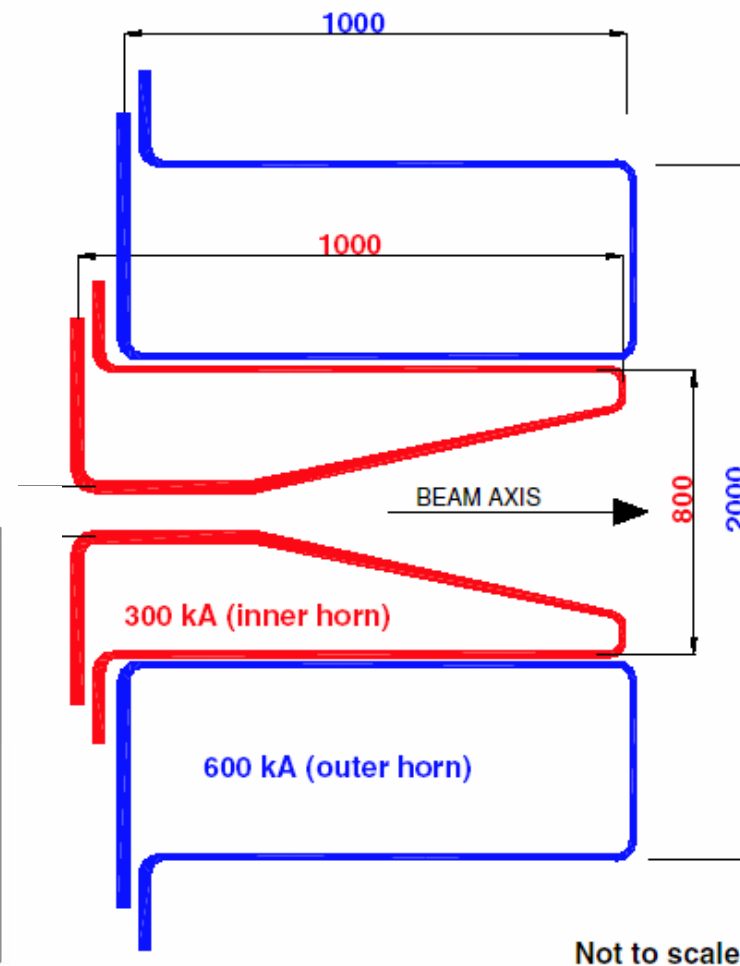 1000
1000
BEAM AXIS
800
2000
300 kA (inner horn)
600 kA (outer horn)
Not to scale